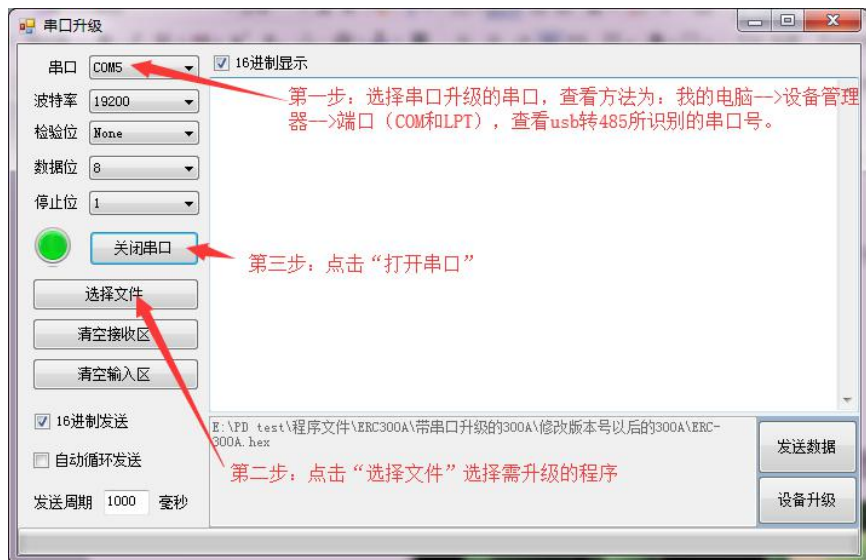 串口升级
串口 COM5
16进制显示
第一步：选择串口升级的串口，查看方法为：我的电脑-->设备管理
器-->端口（COM和LPT），查看usb转485所识别的串口号。
波特率 19200
检验位 None
数据位 8
停止位 1
关闭串口
第三步：点击“打开串口”
选择文件
清空接收区
清空输入区
16进制发送
自动循环发送
发送周期 1000 毫秒
E:\PD test\程序文件\ERC300A\带串口升级的300A\修改版本号以后的300A\ERC-
300A.hex
第二步：点击“选择文件”选择需升级的程序
发送数据
设备升级